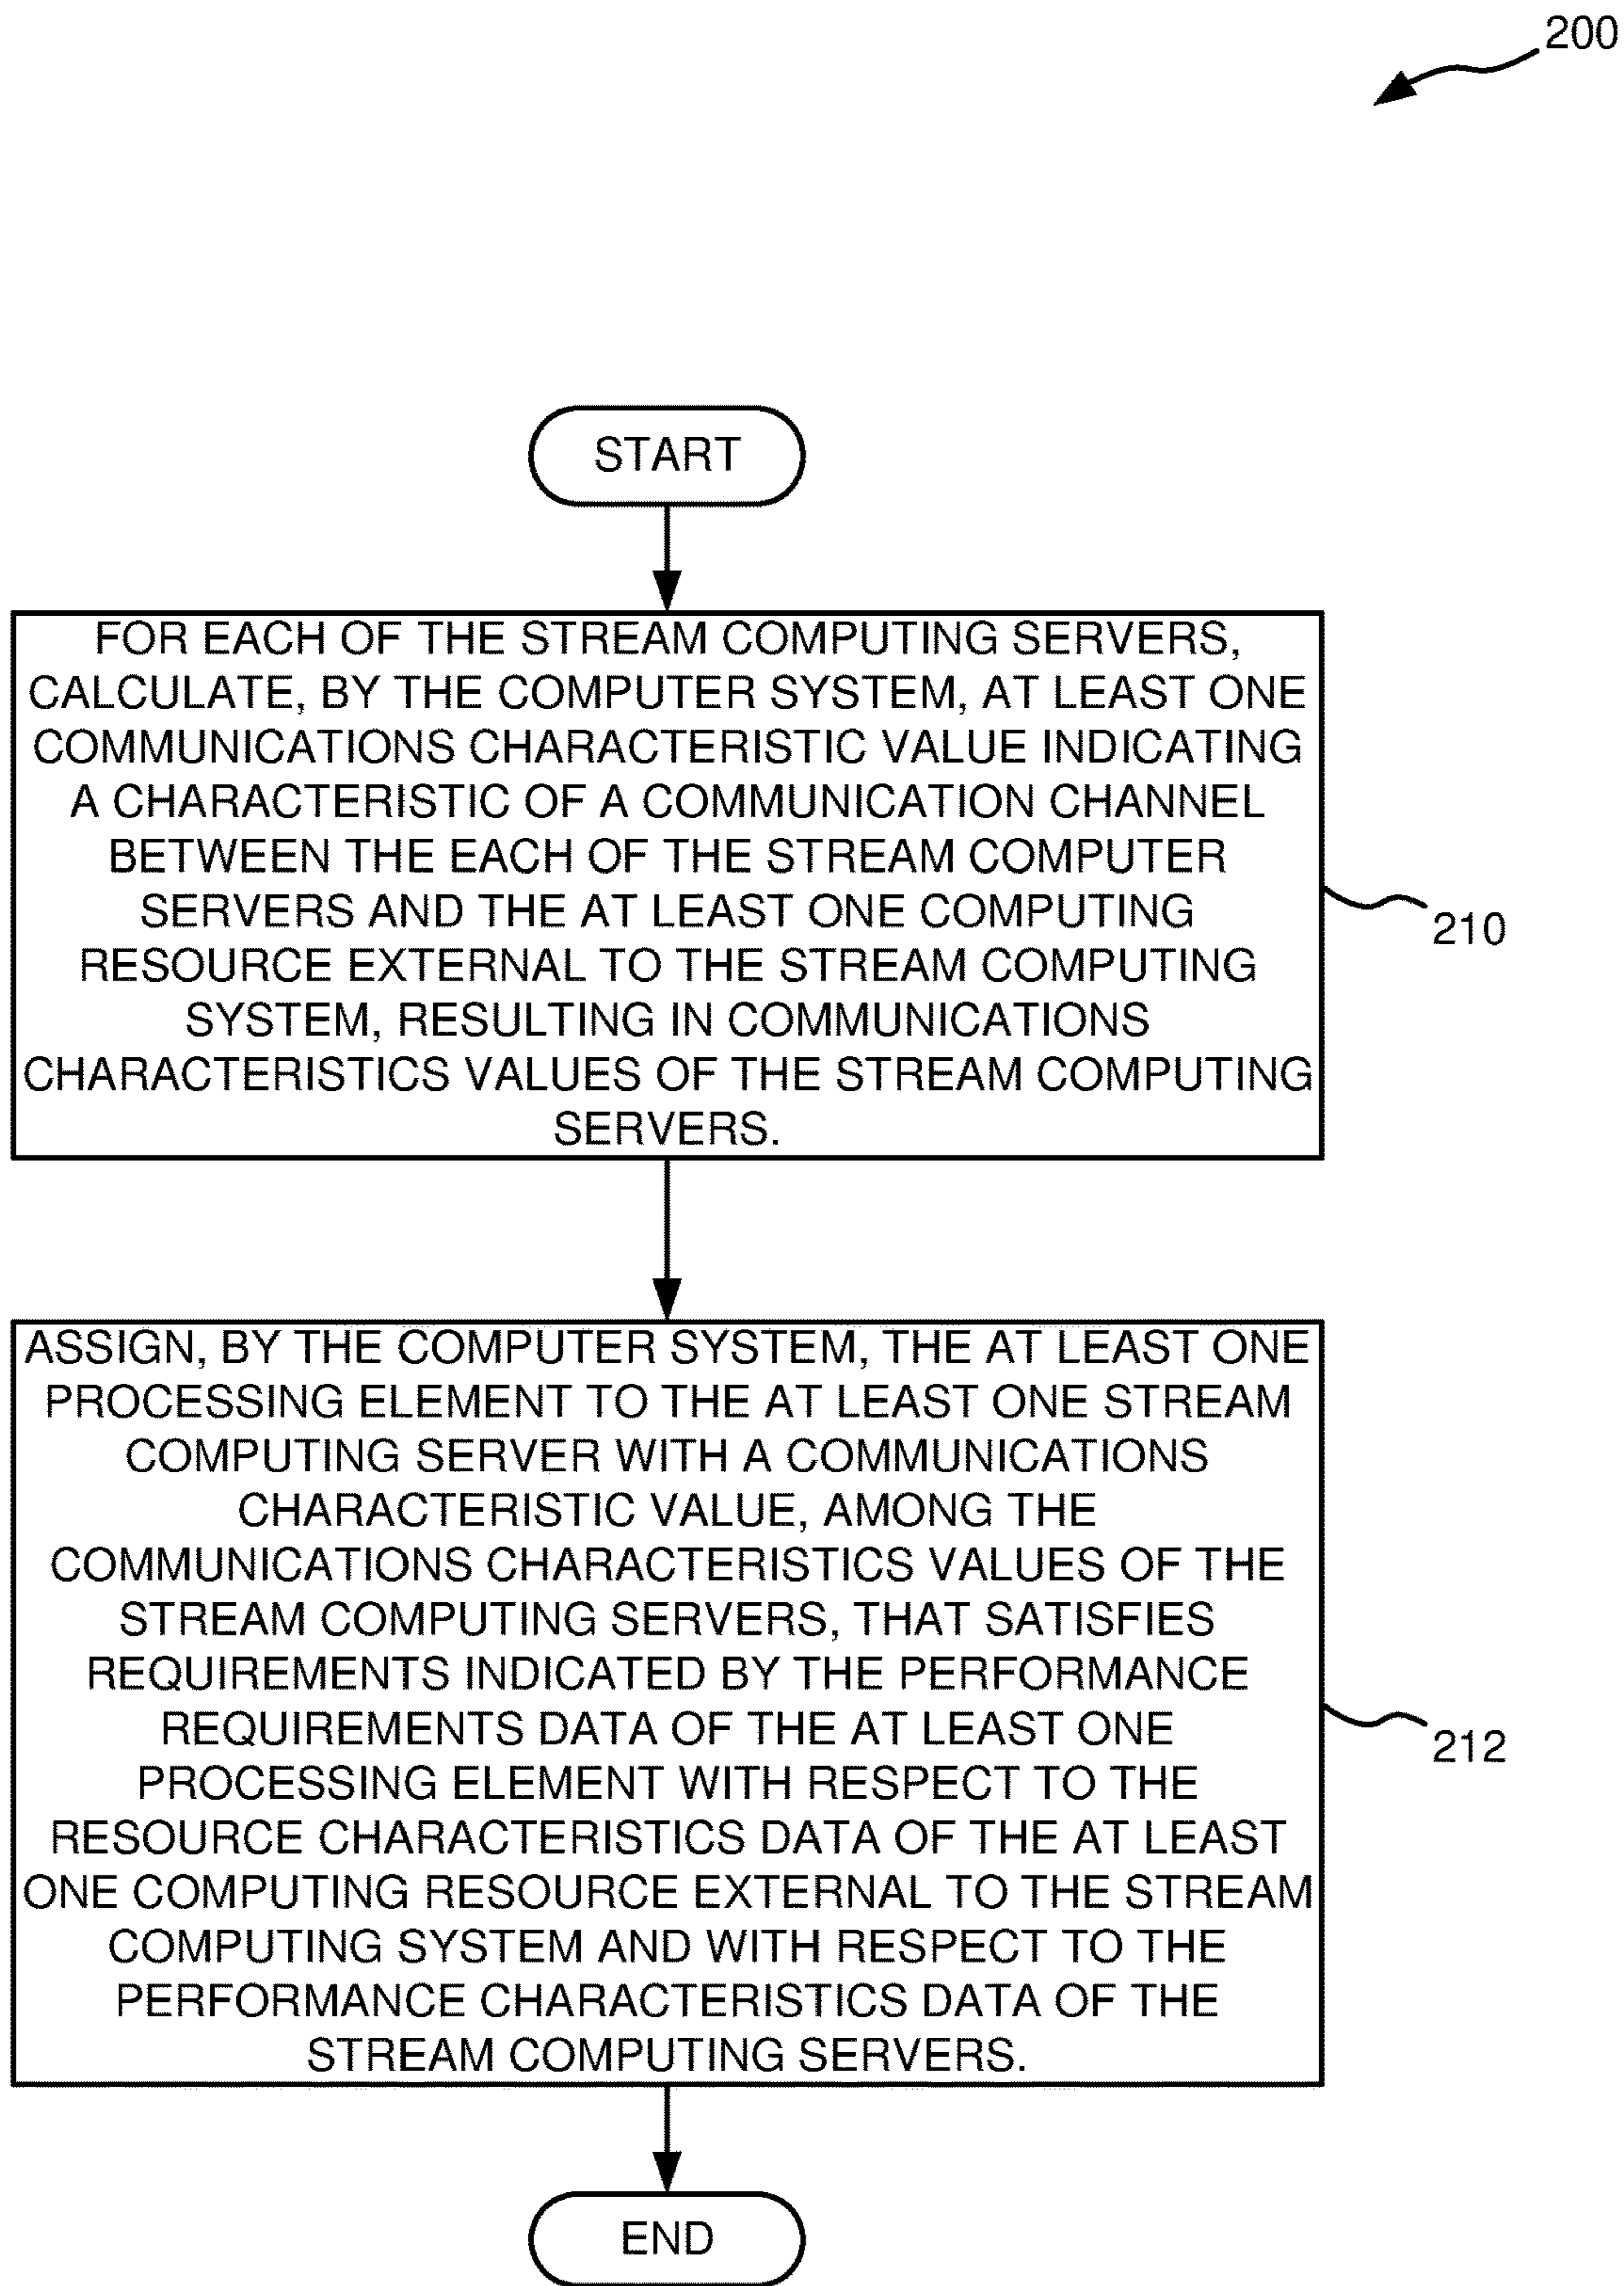 200
START
FOR EACH OF THE STREAM COMPUTING SERVERS,
CALCULATE, BY THE COMPUTER SYSTEM, AT LEAST ONE
COMMUNICATIONS CHARACTERISTIC VALUE INDICATING
A CHARACTERISTIC OF A COMMUNICATION CHANNEL
BETWEEN THE EACH OF THE STREAM COMPUTER
SERVERS AND THE AT LEAST ONE COMPUTING
RESOURCE EXTERNAL TO THE STREAM COMPUTING
SYSTEM, RESULTING IN COMMUNICATIONS
CHARACTERISTICS VALUES OF THE STREAM COMPUTING
SERVERS.
210
ASSIGN, BY THE COMPUTER SYSTEM, THE AT LEAST ONE
PROCESSING ELEMENT TO THE AT LEAST ONE STREAM
COMPUTING SERVER WITH A COMMUNICATIONS
CHARACTERISTIC VALUE, AMONG THE
COMMUNICATIONS CHARACTERISTICS VALUES OF THE
STREAM COMPUTING SERVERS, THAT SATISFIES
REQUIREMENTS INDICATED BY THE PERFORMANCE
REQUIREMENTS DATA OF THE AT LEAST ONE
PROCESSING ELEMENT WITH RESPECT TO THE
RESOURCE CHARACTERISTICS DATA OF THE AT LEAST
ONE COMPUTING RESOURCE EXTERNAL TO THE STREAM
COMPUTING SYSTEM AND WITH RESPECT TO THE
PERFORMANCE CHARACTERISTICS DATA OF THE
STREAM COMPUTING SERVERS.
212
END